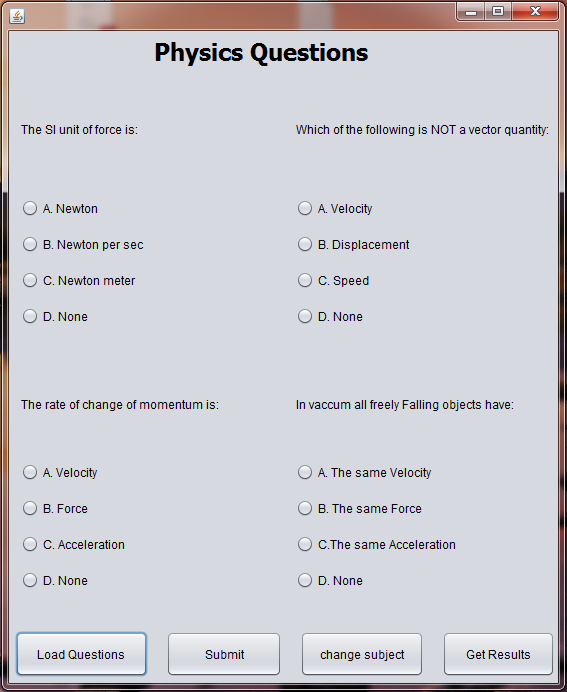 Physics Questions
The SI unit of force is:
A. Newton
B. Newton per sec
C. Newton meter
D. None
Which of the following is NOT a vector quantity:
A. Velocity
B. Displacement
C. Speed
D. None
The rate of change of momentum is:
A. Velocity
B. Force
C. Acceleration
D. None
In vaccum all freely Falling objects have:
A. The same Velocity
B. The same Force
C.The same Acceleration
D. None
Load Questions
Submit
change subject
Get Results